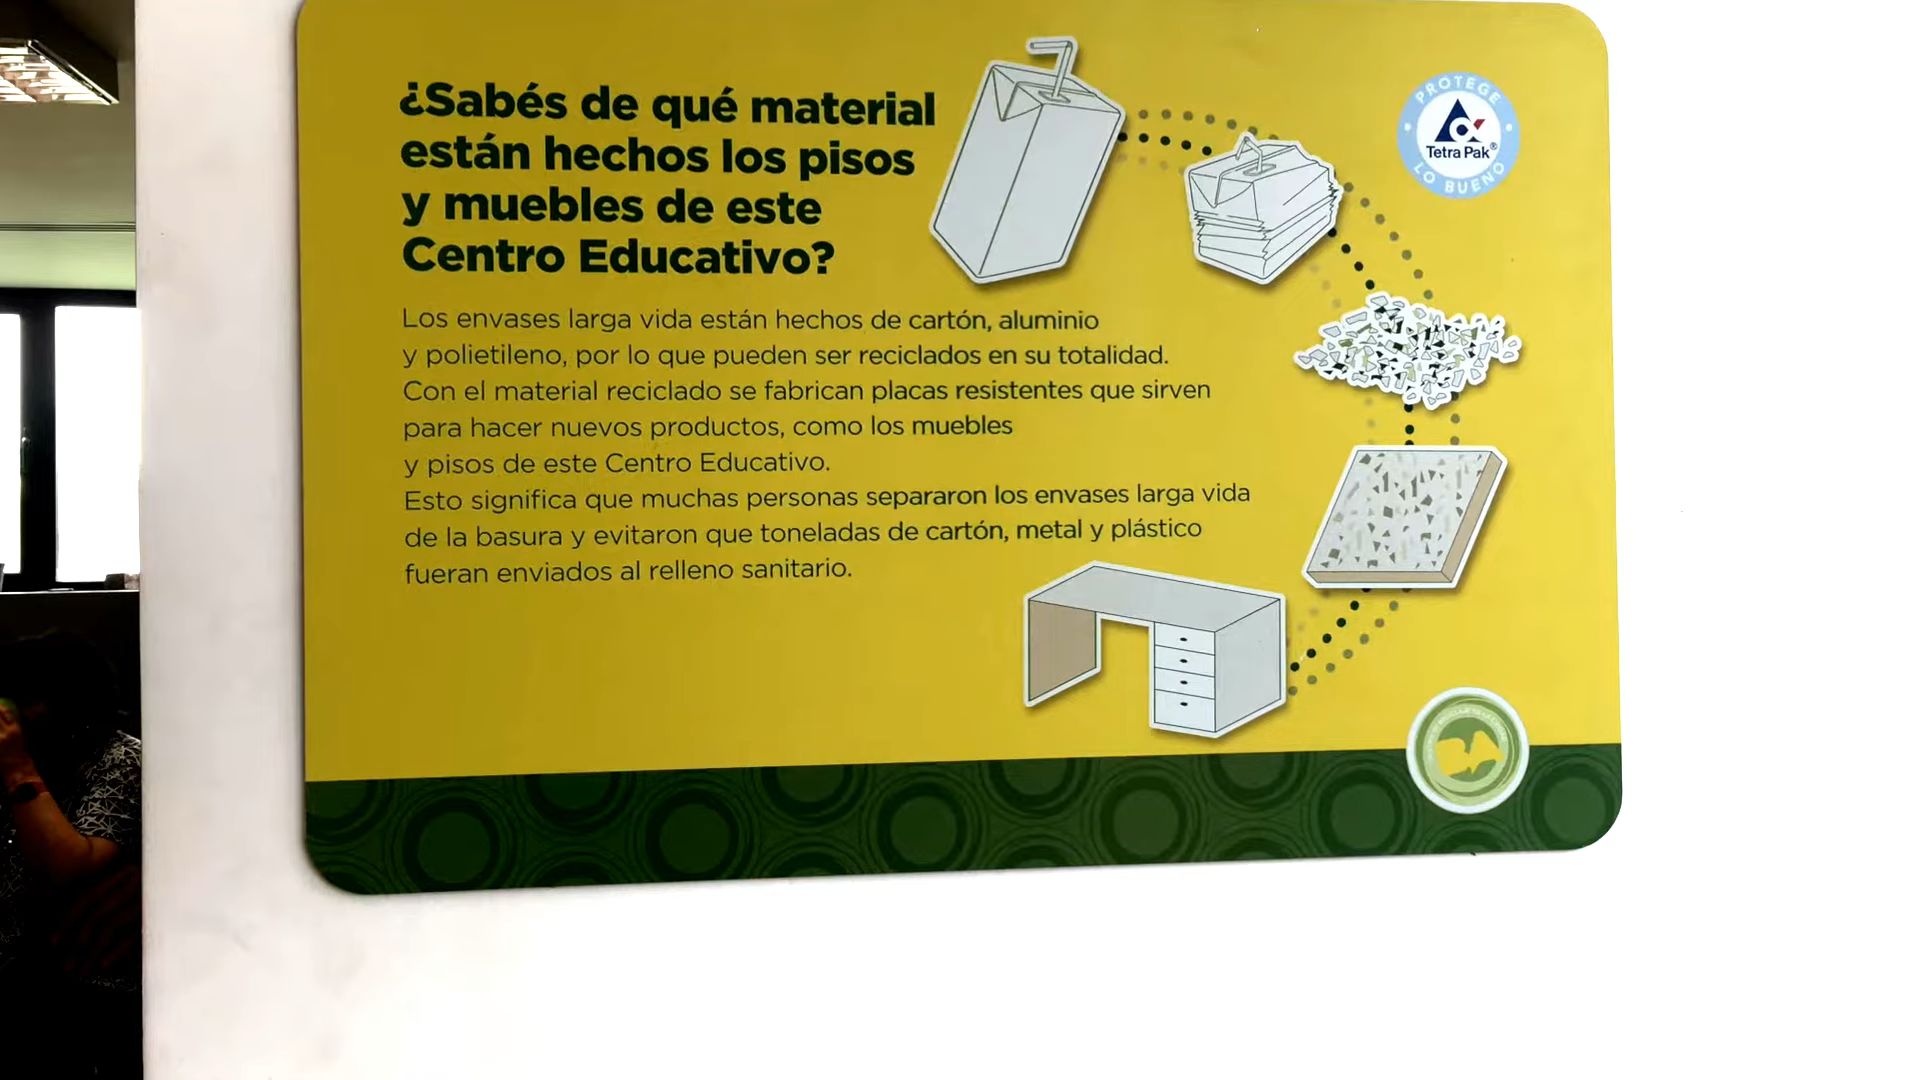 ¿Sabés de qué material
están hechos los pisos
y muebles de este
Centro Educativo?
Los envases larga vida están hechos de cartón, aluminio
y polietileno, por lo que pueden ser reciclados en su totalidad.
Con el material reciclado se fabrican placas resistentes que sirven
para hacer nuevos productos, como los muebles
y pisos de este Centro Educativo.
Esto significa que muchas personas separaron los envases larga vida
de la basura y evitaron que toneladas de cartón, metal y plástico
fueran enviados al relleno sanitario.
PROTEGE
Tetra Pak®
LO BUENO